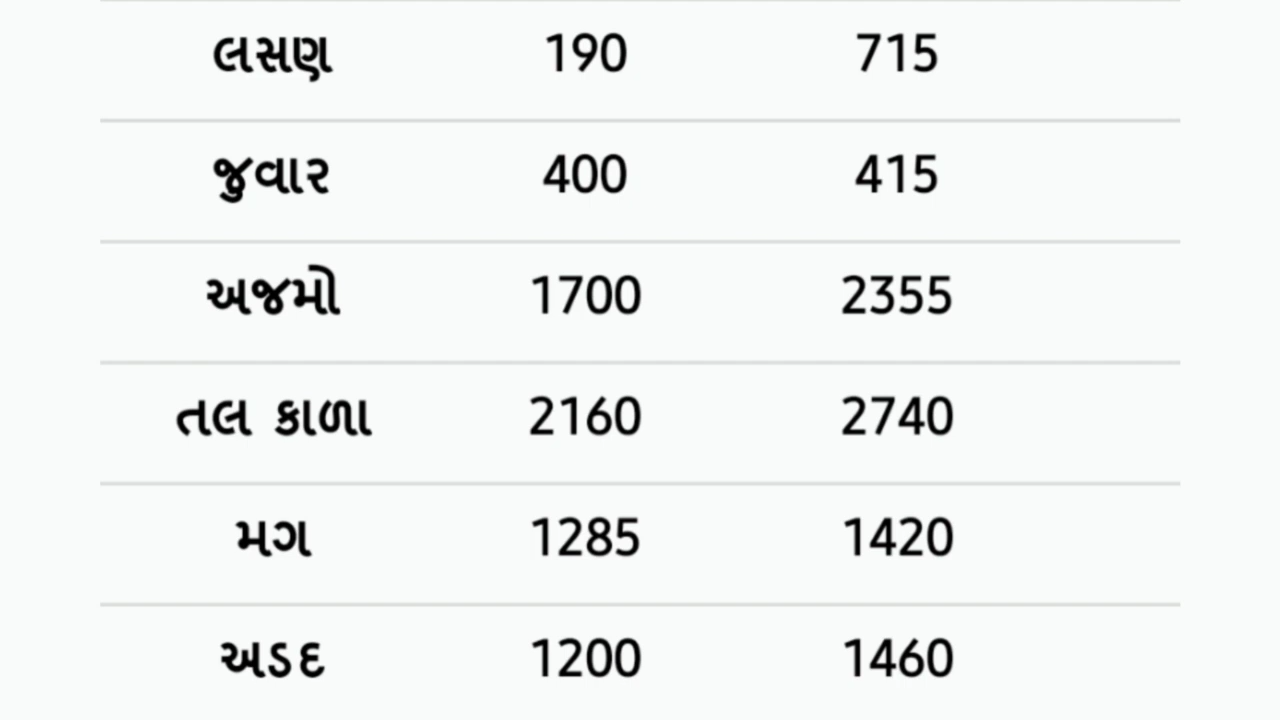 લસણ 190 715
જુવાર 400 415
અજમો 1700 2355
તલ કાળા 2160 2740
મગ 1285 1420
અડદ 1200 1460